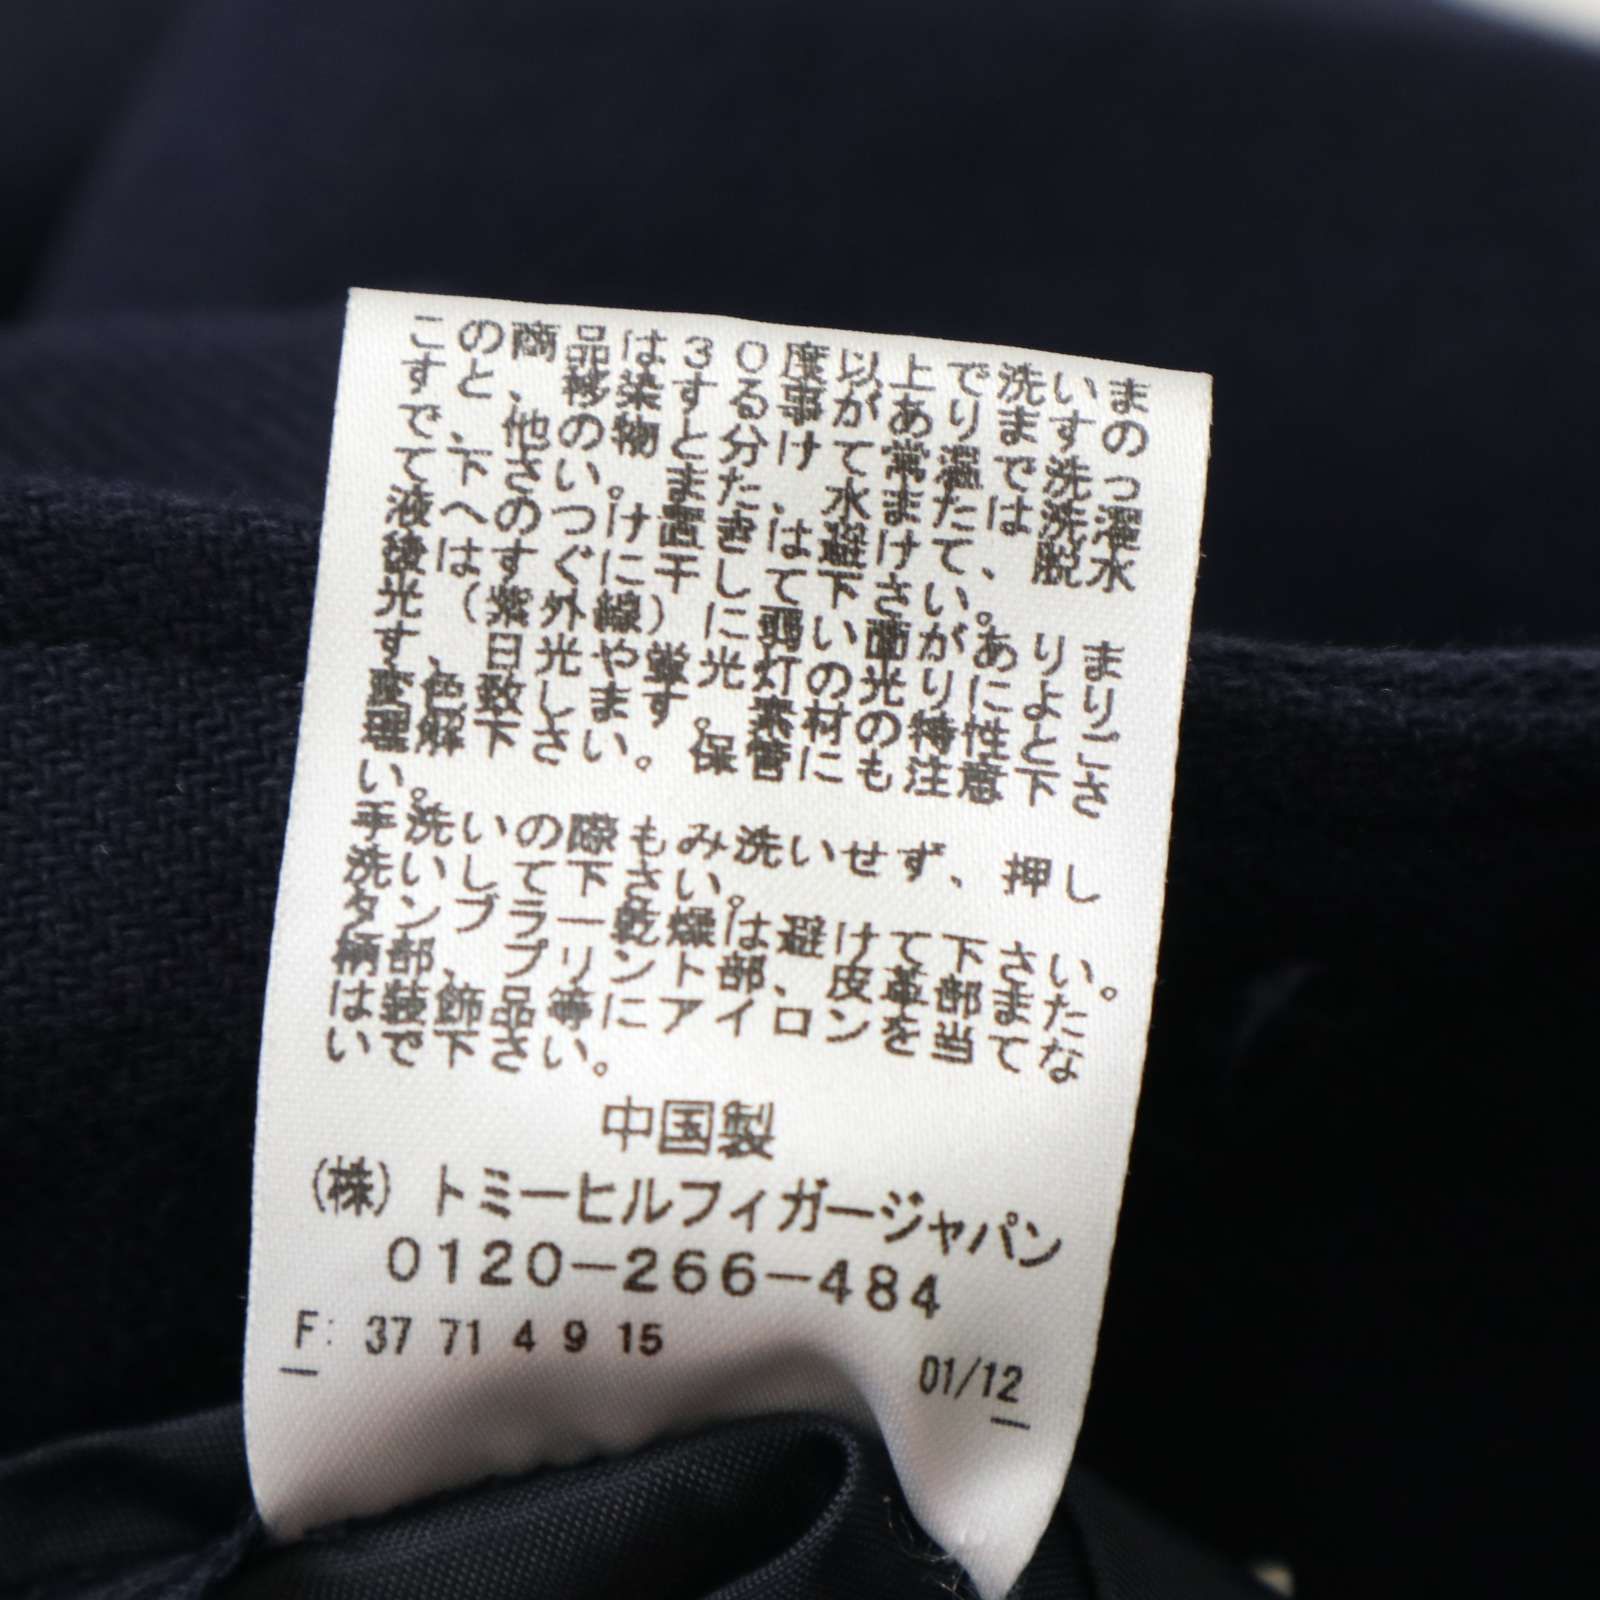 この商品は30度以上で洗いま
すと、移染する事がありますの
で、他の物と分けて常温で洗っ
て下さい。また、水または洗濯
液へのつけ置きは避けて、脱水
後はすぐに干して下さい。
光(紫外線)に弱い面がありま
す、日光や蛍光灯の光により
変色致します。素材の特性とご
理解下さい。保管にも注意下さ
い。
手洗いの際もみ洗いせず、押し
洗いして下さい。
タンブラー乾燥は避けて下さい。
柄部、プリント部、皮革部また
は装飾品等にアイロンを当てな
いで下さい。
中国製
(株)トミーヒルフィガージャパン
0120-266-484
F: 37 71 4 9 15
01/12